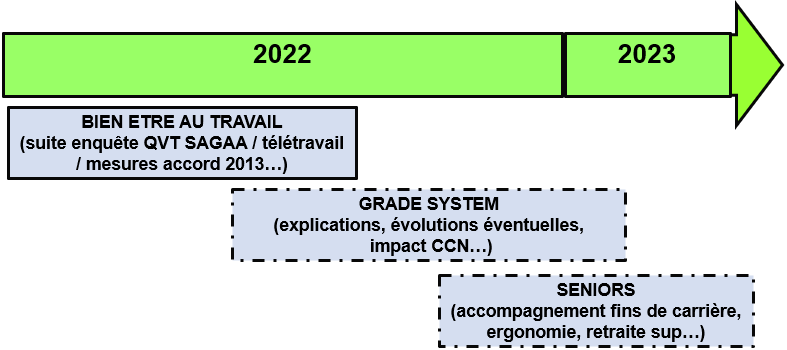 2022
2023
BIEN ETRE AU TRAVAIL
(suite enquête QVT SAGAA / télétravail
/ mesures accord 2013…)
GRADE SYSTEM
(explications, évolutions éventuelles,
impact CCN…)
SENIORS
(accompagnement fins de carrière,
ergonomie, retraite sup…)